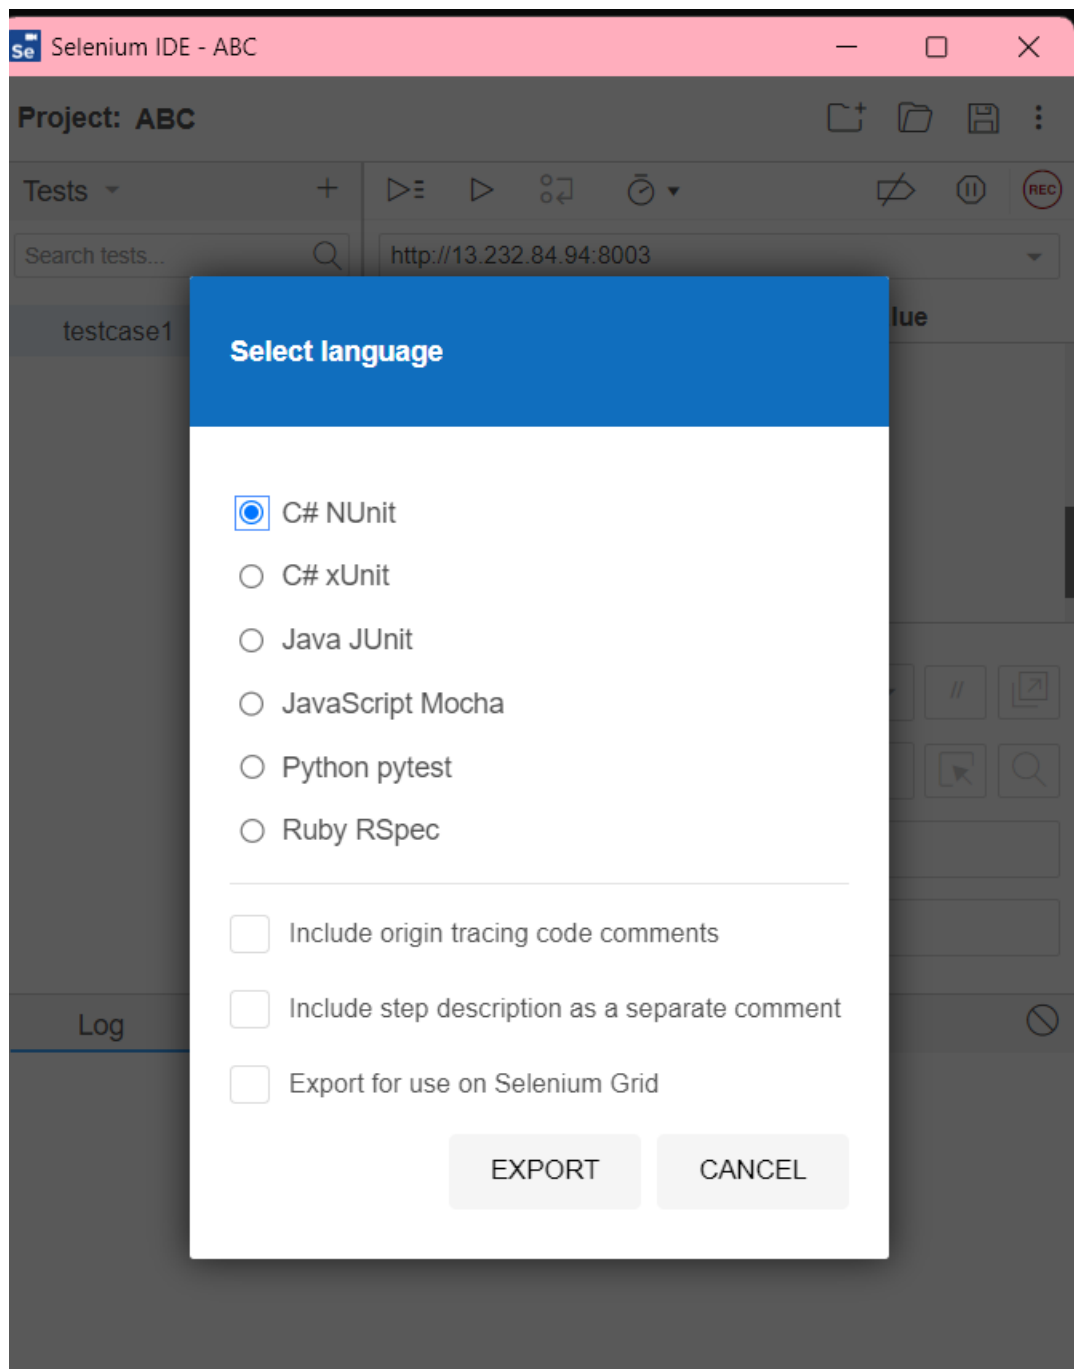 Se Selenium IDE - ABC
Project: ABC
Tests
REC
Search tests...
http://13.232.84.94:8003
testcase1
lue
Select language
C# NUnit
C# xUnit
Java JUnit
JavaScript Mocha
//
Python pytest
Ruby RSpec
Include origin tracing code comments
Include step description as a separate comment
Log
Export for use on Selenium Grid
EXPORT CANCEL